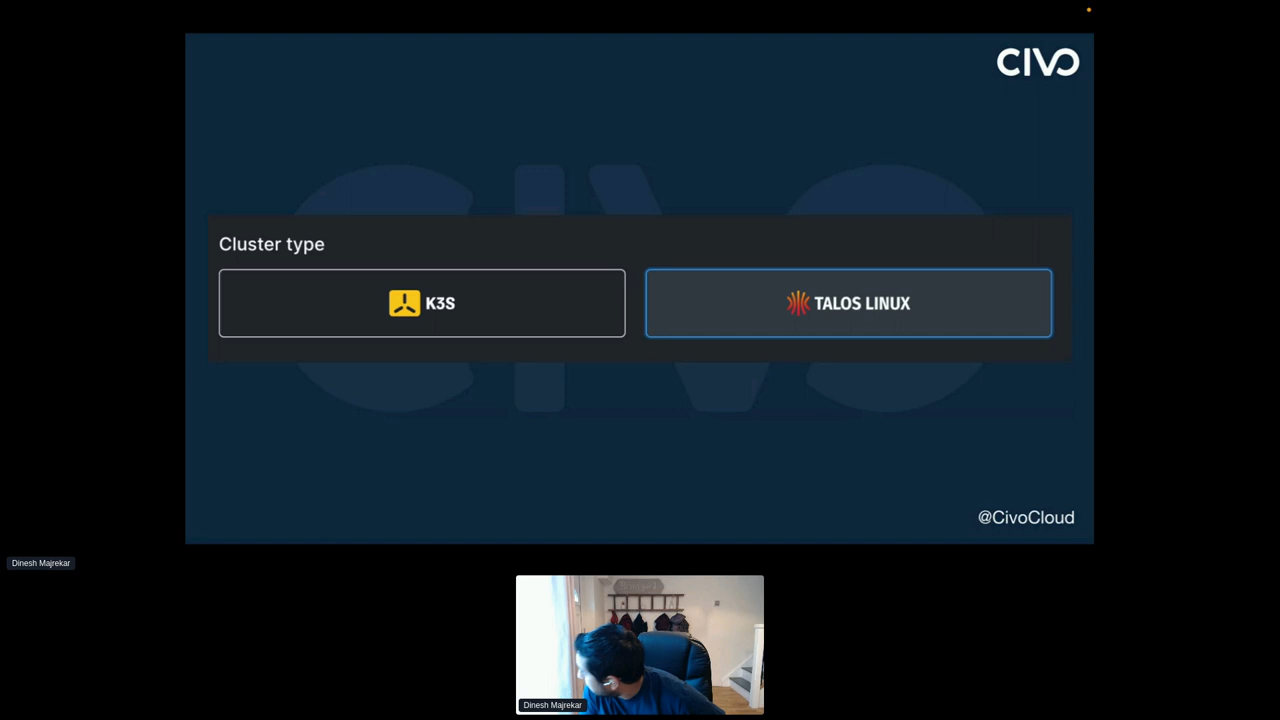 CIVO
Cluster type
K3S
TALOS LINUX
@CivoCloud
Dinesh Majrekar
Dinesh Majrekar